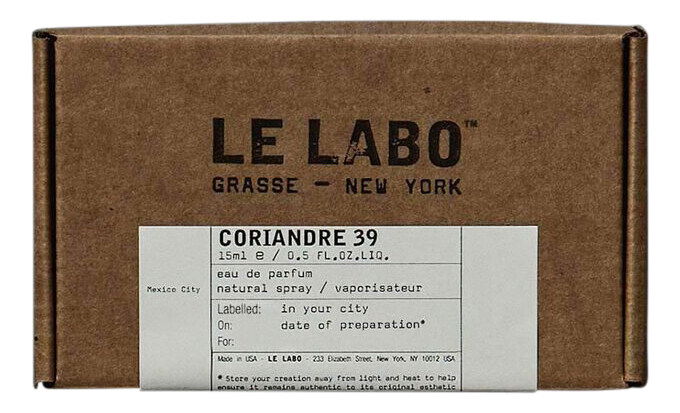 LE LABO™
GRASSE — NEW YORK
CORIANDRE 39
15ml e / 0.5 FL.OZ.LIQ.
eau de parfum
Mexico City
natural spray / vaporisateur
Labelled: in your city
On: date of preparation*
For:
Made in USA - LE LABO - 233 Elizabeth Street, New York, NY 10012 USA
* Store your creation away from light and heat to help
ensure it remains authentic to its original esthetic